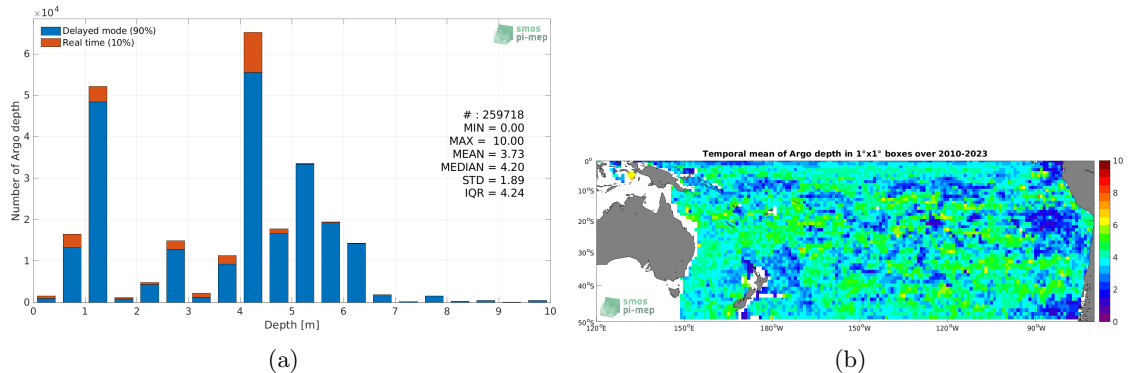 ×10⁴
Delayed mode (90%)
Real time (10%)
smos
pi-mep
6
5
4
3
2
1
0
Number of Argo depth
# : 259718
MIN = 0.00
MAX = 10.00
MEAN = 3.73
MEDIAN = 4.29
STD = 1.89
IQR = 4.24
0 1 2 3 4 5 6 7 8 9 10
Depth [m]
(a)
Temporal mean of Argo depth in 1°x1° boxes over 2010-2023
0°
10°S
20°S
30°S
40°S
50°S
smos
pi-mep
120°E 150°E 180°W 150°W 120°W 90°W
10
8
6
4
2
0
(b)